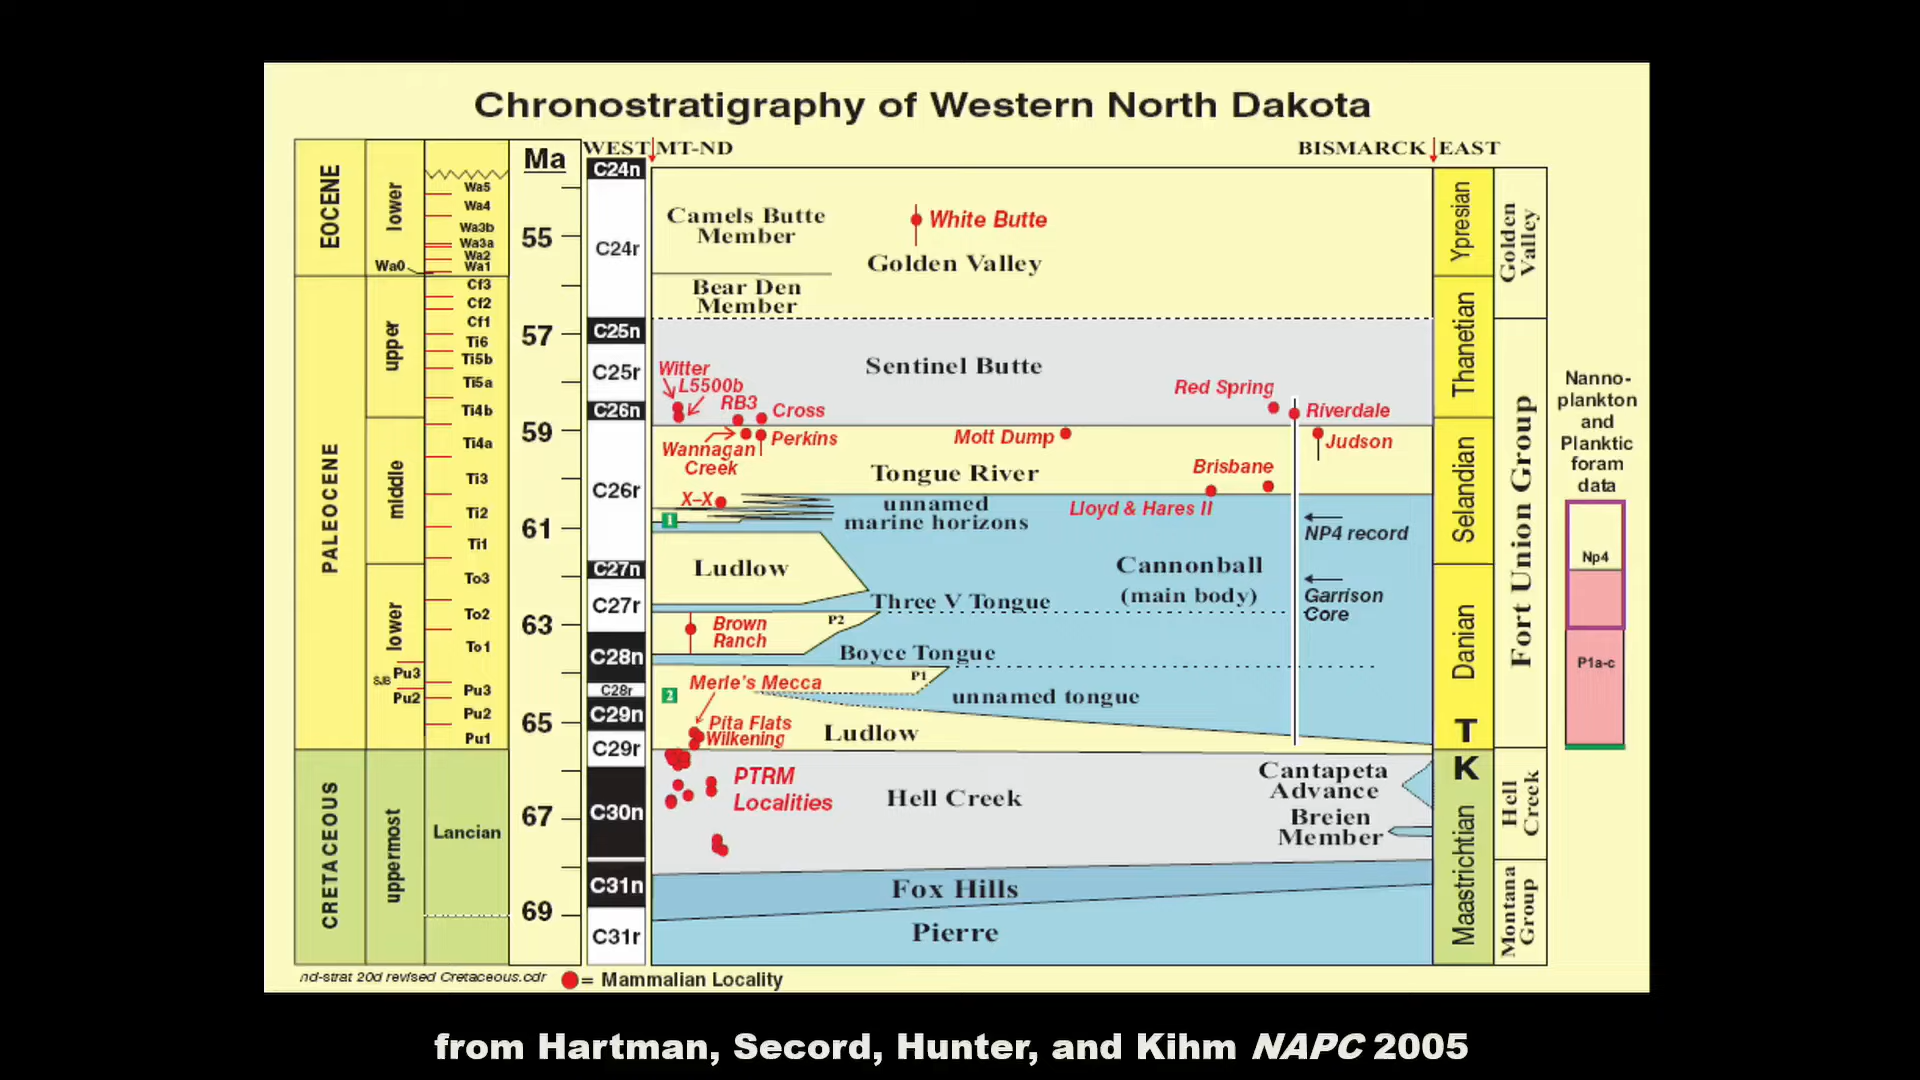 Chronostratigraphy of Western North Dakota
WEST MT-ND
BISMARCK EAST
EOCENE
lower
Wa5
Wa4
Wa3b
Wa3a
Wa2
Wa0
Wa1
PALEOCENE
upper
Cf3
Cf2
Cf1
Ti6
Ti5b
Ti5a
Ti4b
middle
Ti4a
Ti3
Ti2
Ti1
lower
To3
To2
To1
SJB
Pu3
Pu2
Pu3
Pu2
Pu1
CRETACEOUS
uppermost
Lancian
Ma
55
57
59
61
63
65
67
69
C24n
C24r
C25n
C25r
C26n
C26r
C27n
C27r
C28n
C28r
C29n
C29r
C30n
C31n
C31r
Camels Butte
Member
White Butte
Golden Valley
Bear Den
Member
Sentinel Butte
Witter
L5500b
RB3
Cross
Red Spring
Riverdale
Wannagan
Creek
Perkins
Mott Dump
Judson
Tongue River
Brisbane
X–X
unnamed
marine horizons
Lloyd & Hares II
1
NP4 record
Ludlow
Cannonball
(main body)
Garrison
Core
Three V Tongue
Brown
Ranch
P2
Boyce Tongue
Merle's Mecca
P1
2
unnamed tongue
Pita Flats
Wilkening
Ludlow
PTRM
Localities
Hell Creek
Cantapeta
Advance
Breien
Member
Fox Hills
Pierre
Ypresian
Thanetian
Selandian
Danian
T
K
Maastrichtian
Golden
Valley
Fort Union Group
Hell
Creek
Montana
Group
Nanno-
plankton
and
Planktic
foram
data
Np4
P1a-c
nd-strat 20d revised Cretaceous.cdr
= Mammalian Locality
from Hartman, Secord, Hunter, and Kihm NAPC 2005